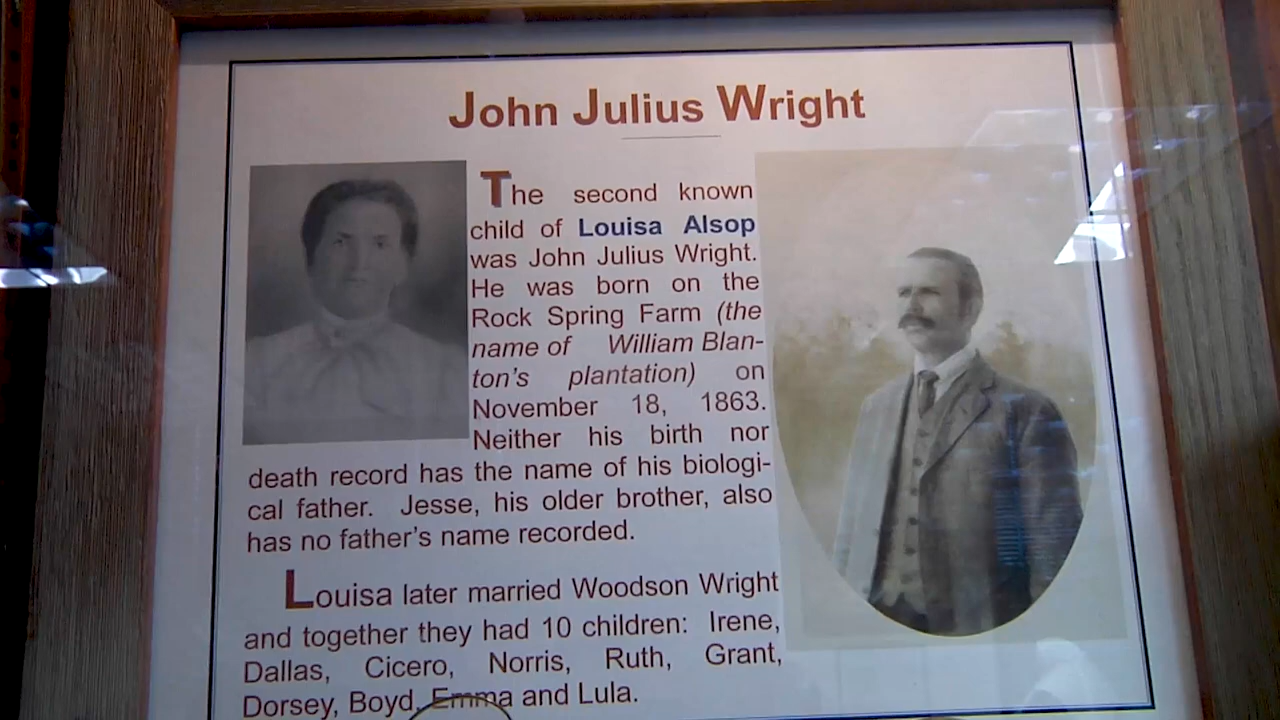 John Julius Wright
The second known
child of Louisa Alsop
was John Julius Wright.
He was born on the
Rock Spring Farm (the
name of William Blan-
ton's plantation) on
November 18, 1863.
Neither his birth nor
death record has the name of his biologi-
cal father. Jesse, his older brother, also
has no father's name recorded.
Louisa later married Woodson Wright
and together they had 10 children: Irene,
Dallas, Cicero, Norris, Ruth, Grant,
Dorsey, Boyd, Emma and Lula.